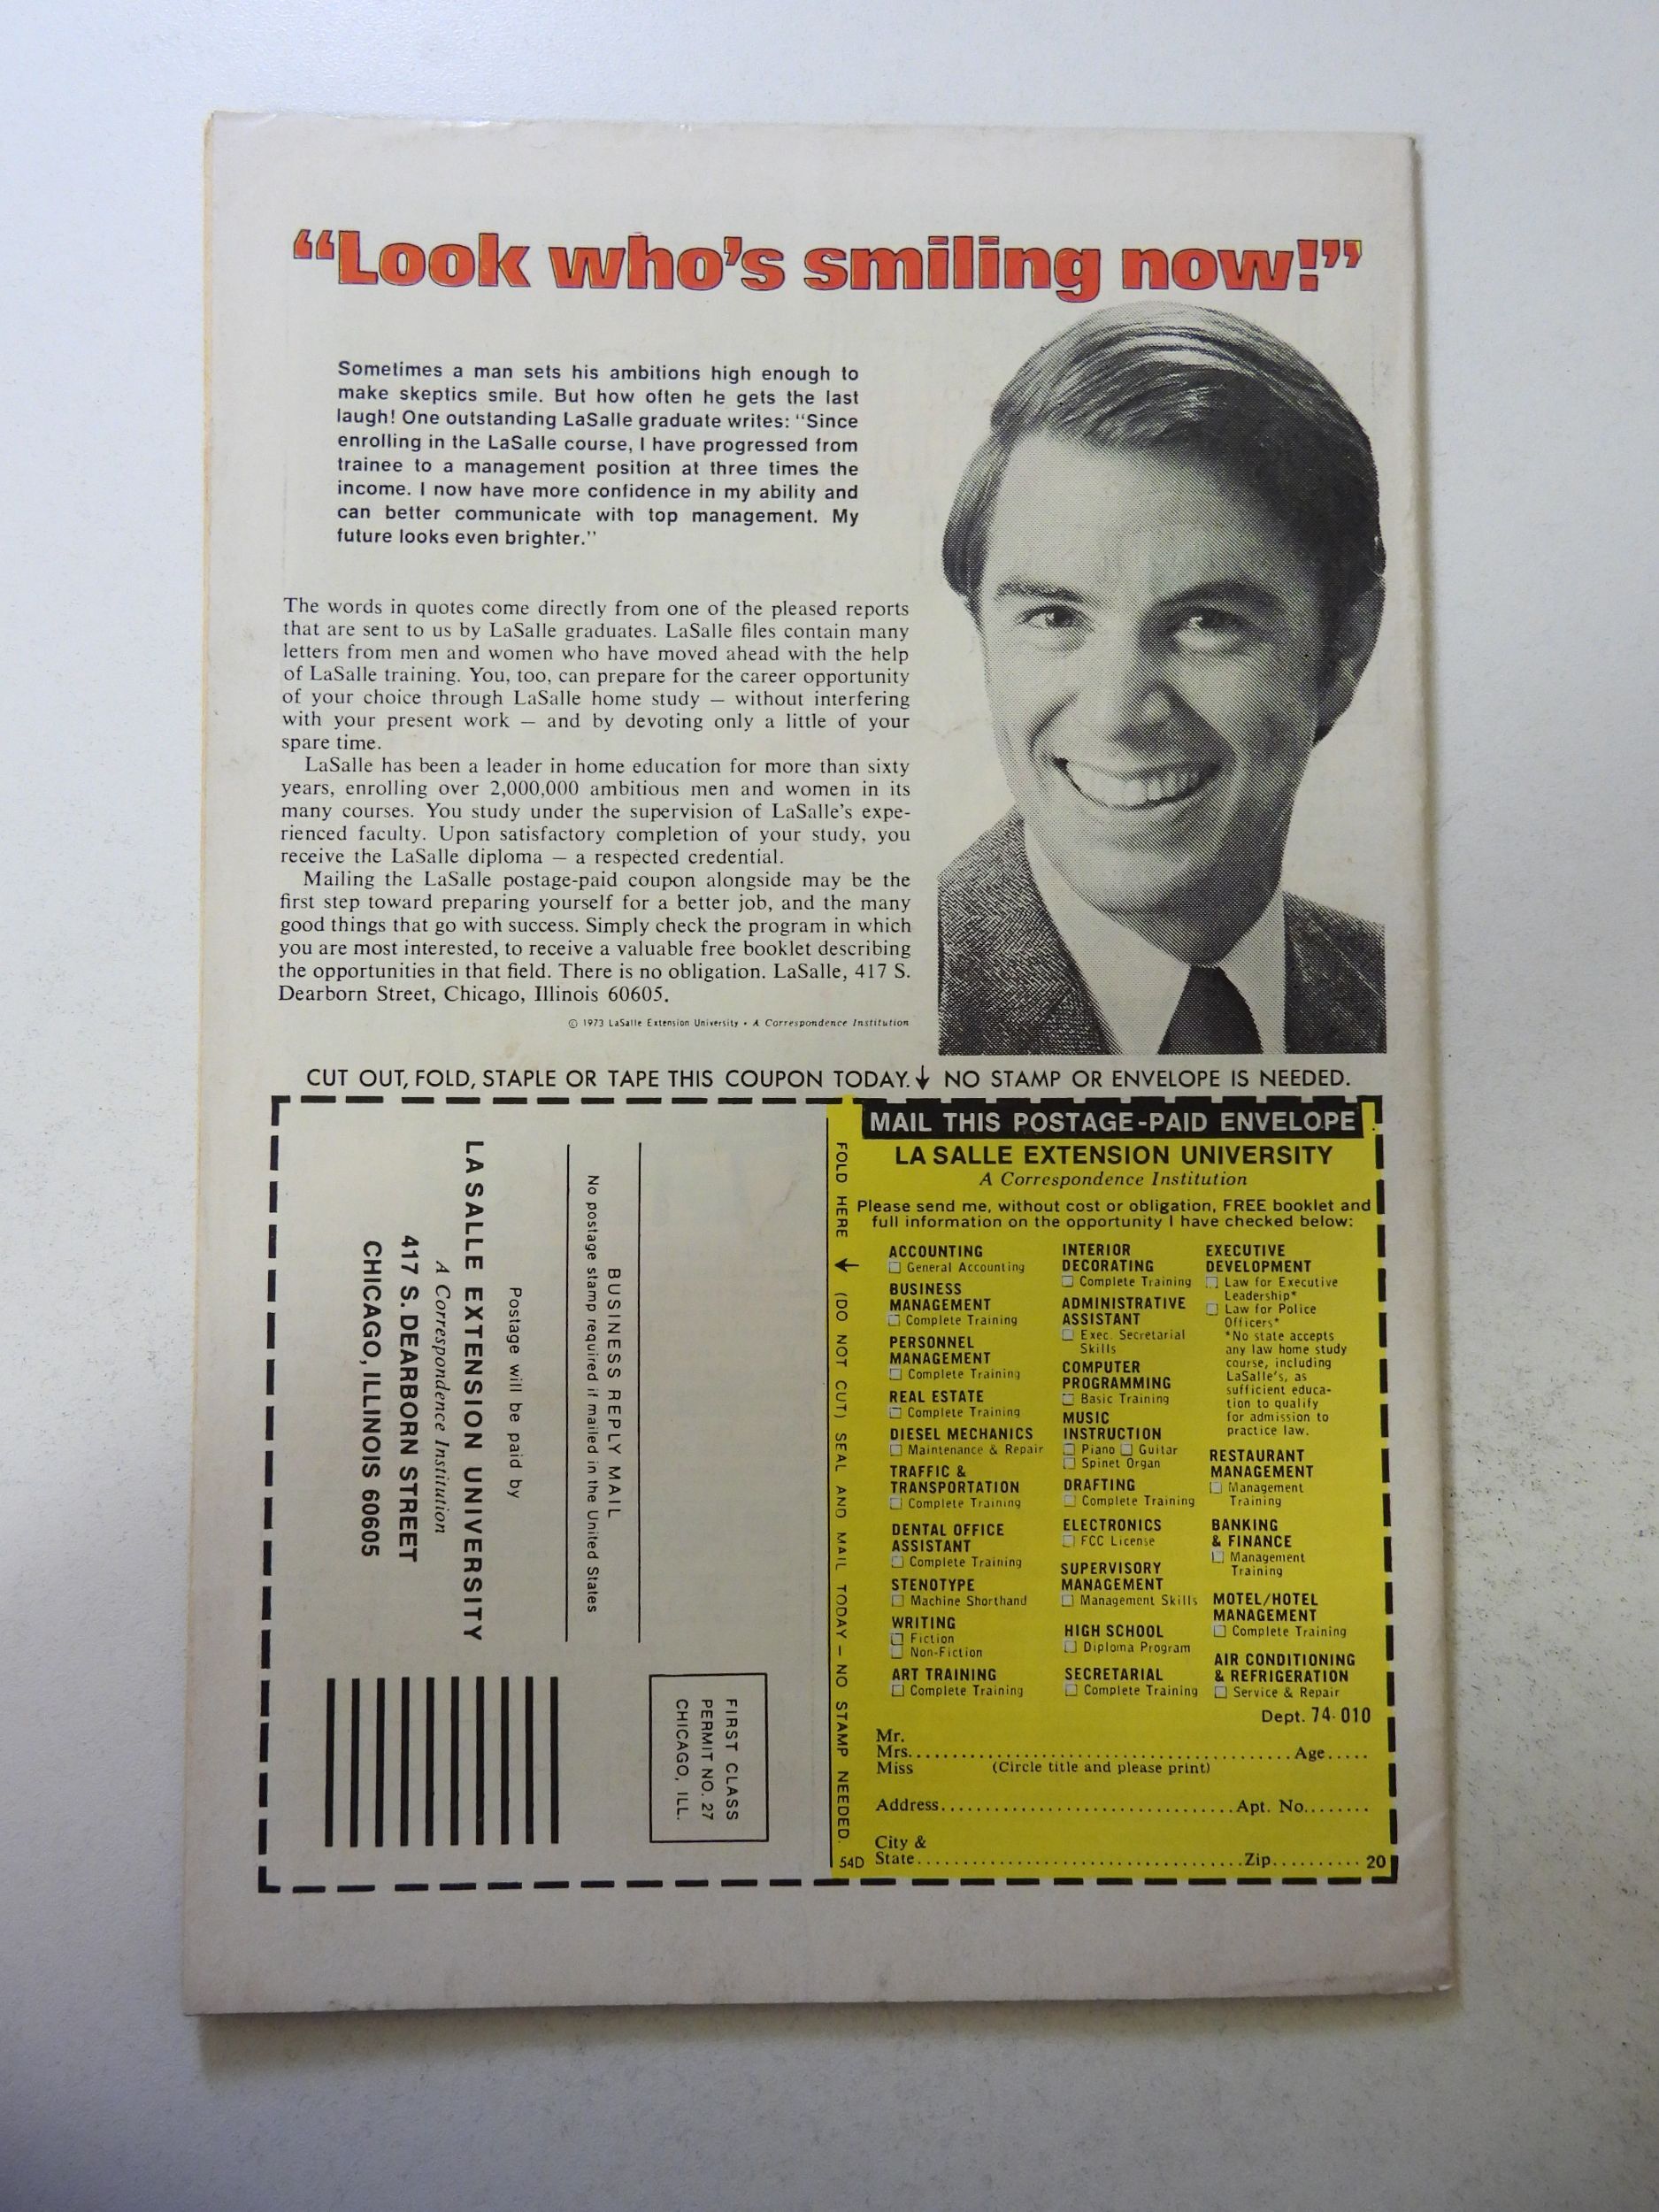 “Look who’s smiling now!”
Sometimes a man sets his ambitions high enough to
make skeptics smile. But how often he gets the last
laugh! One outstanding LaSalle graduate writes: “Since
enrolling in the LaSalle course, I have progressed from
trainee to a management position at three times the
income. I now have more confidence in my ability and
can better communicate with top management. My
future looks even brighter.”
The words in quotes come directly from one of the pleased reports
that are sent to us by LaSalle graduates. LaSalle files contain many
letters from men and women who have moved ahead with the help
of LaSalle training. You, too, can prepare for the career opportunity
of your choice through LaSalle home study — without interfering
with your present work — and by devoting only a little of your
spare time.
LaSalle has been a leader in home education for more than sixty
years, enrolling over 2,000,000 ambitious men and women in its
many courses. You study under the supervision of LaSalle’s expe-
rienced faculty. Upon satisfactory completion of your study, you
receive the LaSalle diploma — a respected credential.
Mailing the LaSalle postage-paid coupon alongside may be the
first step toward preparing yourself for a better job, and the many
good things that go with success. Simply check the program in which
you are most interested, to receive a valuable free booklet describing
the opportunities in that field. There is no obligation. LaSalle, 417 S.
Dearborn Street, Chicago, Illinois 60605.
© 1973 LaSalle Extension University • A Correspondence Institution
CUT OUT, FOLD, STAPLE OR TAPE THIS COUPON TODAY.↓ NO STAMP OR ENVELOPE IS NEEDED.
FIRST CLASS
PERMIT NO. 27
CHICAGO, ILL.
BUSINESS REPLY MAIL
No postage stamp required if mailed in the United States
Postage will be paid by
LASALLE EXTENSION UNIVERSITY
A Correspondence Institution
417 S. DEARBORN STREET
CHICAGO, ILLINOIS 60605
FOLD HERE ↓ (DO NOT CUT) SEAL AND MAIL TODAY — NO STAMP NEEDED.
MAIL THIS POSTAGE-PAID ENVELOPE
LA SALLE EXTENSION UNIVERSITY
A Correspondence Institution
Please send me, without cost or obligation, FREE booklet and
full information on the opportunity I have checked below:
ACCOUNTING
☐ General Accounting
BUSINESS
MANAGEMENT
☐ Complete Training
PERSONNEL
MANAGEMENT
☐ Complete Training
REAL ESTATE
☐ Complete Training
DIESEL MECHANICS
☐ Maintenance & Repair
TRAFFIC &
TRANSPORTATION
☐ Complete Training
DENTAL OFFICE
ASSISTANT
☐ Complete Training
STENOTYPE
☐ Machine Shorthand
WRITING
☐ Fiction
☐ Non-Fiction
ART TRAINING
☐ Complete Training
INTERIOR
DECORATING
☐ Complete Training
ADMINISTRATIVE
ASSISTANT
☐ Exec. Secretarial
Skills
COMPUTER
PROGRAMMING
☐ Basic Training
MUSIC
INSTRUCTION
☐ Piano ☐ Guitar
☐ Spinet Organ
DRAFTING
☐ Complete Training
ELECTRONICS
☐ FCC License
SUPERVISORY
MANAGEMENT
☐ Management Skills
HIGH SCHOOL
☐ Diploma Program
SECRETARIAL
☐ Complete Training
EXECUTIVE
DEVELOPMENT
☐ Law for Executive
Leadership*
☐ Law for Police
Officers*
*No state accepts
any law home study
course, including
LaSalle’s, as
sufficient educa-
tion to qualify
for admission to
practice law.
RESTAURANT
MANAGEMENT
☐ Management
Training
BANKING
& FINANCE
☐ Management
Training
MOTEL/HOTEL
MANAGEMENT
☐ Complete Training
AIR CONDITIONING
& REFRIGERATION
☐ Service & Repair
Dept. 74-010
Mr.
Mrs. Age
Miss (Circle title and please print)
Address Apt. No.
City &
54D State Zip 20